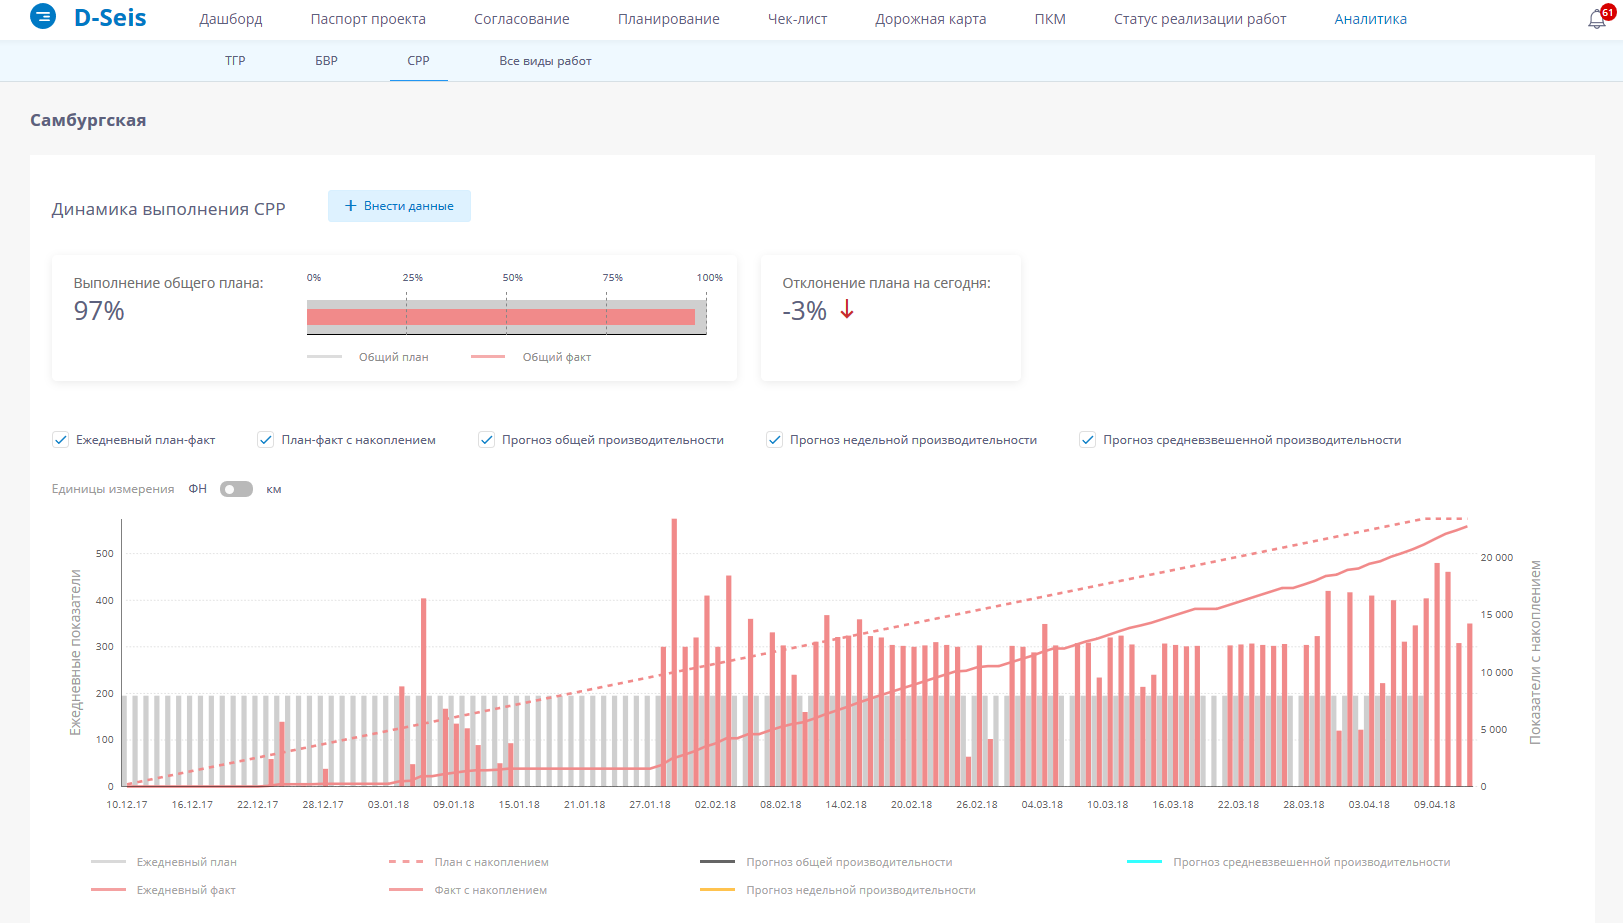 D-Seis Дашборд Паспорт проекта Согласование Планирование Чек-лист Дорожная карта ПКМ Статус реализации работ Аналитика 61
ТГР БВР СРР Все виды работ
Самбургская
Динамика выполнения СРР + Внести данные
Выполнение общего плана:
97%
0% 25% 50% 75% 100%
Общий план Общий факт
Отклонение плана на сегодня:
-3% ↓
Ежедневный план-факт План-факт с накоплением Прогноз общей производительности Прогноз недельной производительности Прогноз средневзвешенной производительности
Единицы измерения ФН км
Ежедневные показатели
500
400
300
200
100
0
20 000
15 000
10 000
5 000
0
Показатели с накоплением
10.12.17 16.12.17 22.12.17 28.12.17 03.01.18 09.01.18 15.01.18 21.01.18 27.01.18 02.02.18 08.02.18 14.02.18 20.02.18 26.02.18 04.03.18 10.03.18 16.03.18 22.03.18 28.03.18 03.04.18 09.04.18
Ежедневный план План с накоплением Прогноз общей производительности Прогноз средневзвешенной производительности
Ежедневный факт Факт с накоплением Прогноз недельной производительности